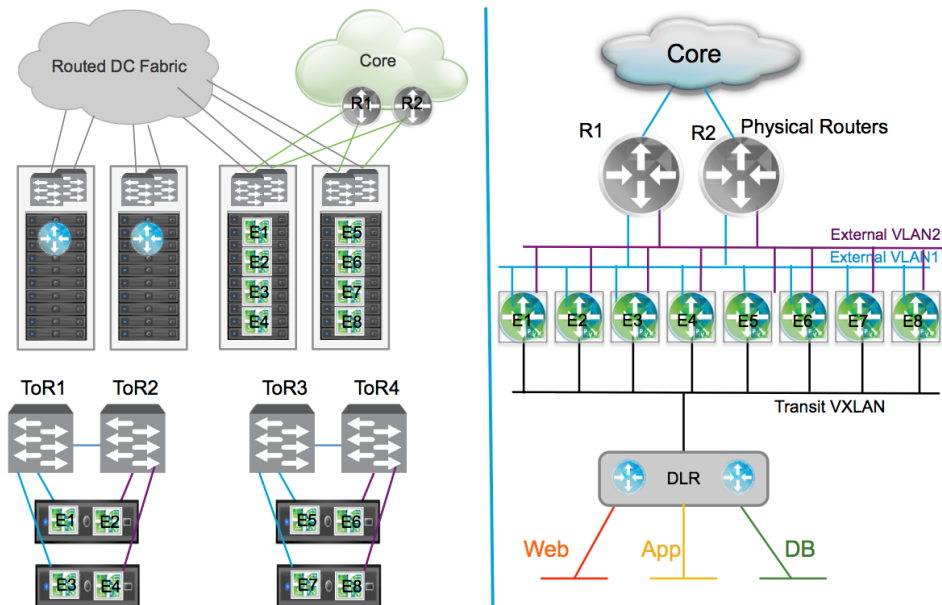 Routed DC Fabric
Core
R1
R2
E1
E2
E3
E4
E5
E6
E7
E8
ToR1
ToR2
ToR3
ToR4
E1
E2
E3
E4
E5
E6
E7
E8
Core
R1
R2
Physical Routers
External VLAN2
External VLAN1
E1
E2
E3
E4
E5
E6
E7
E8
Transit VXLAN
DLR
Web
App
DB